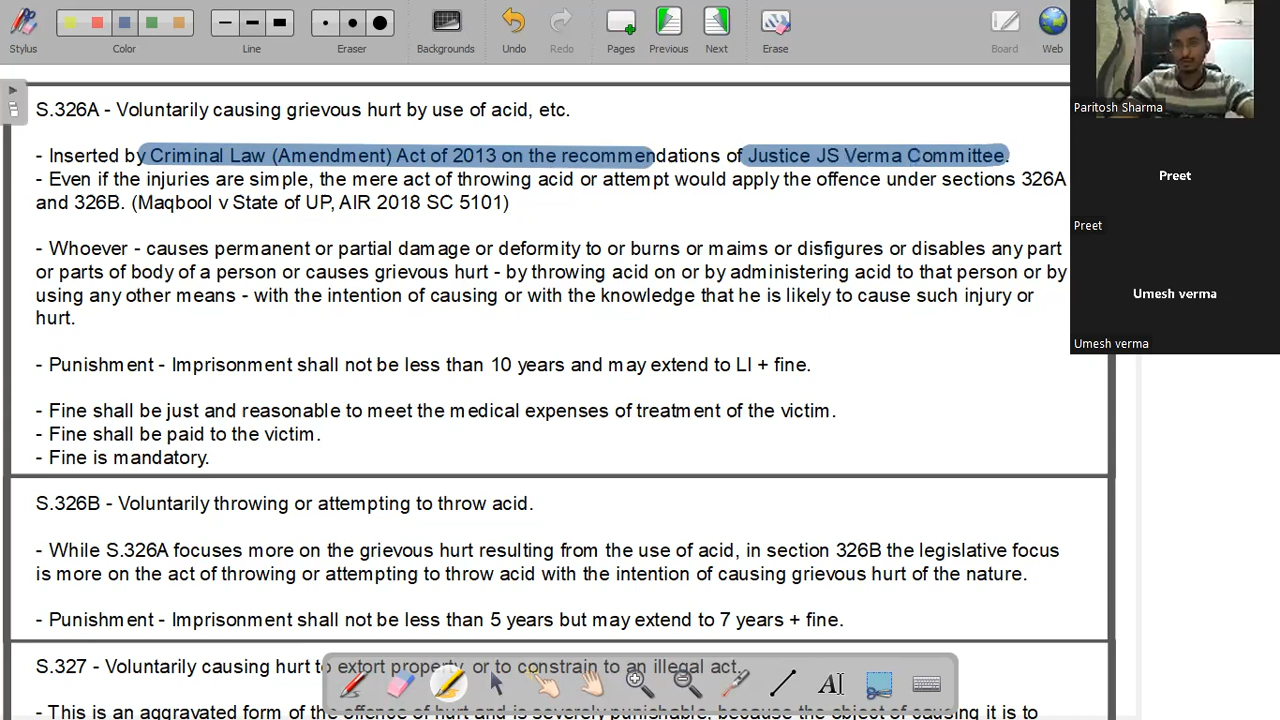 Stylus
Color
Line
Eraser
Backgrounds
Undo
Redo
Pages
Previous
Next
Erase
Board
Web
Paritosh Sharma
Preet
Preet
Umesh verma
Umesh verma
S.326A - Voluntarily causing grievous hurt by use of acid, etc.
- Inserted by Criminal Law (Amendment) Act of 2013 on the recommendations of Justice JS Verma Committee.
- Even if the injuries are simple, the mere act of throwing acid or attempt would apply the offence under sections 326A
and 326B. (Maqbool v State of UP, AIR 2018 SC 5101)
- Whoever - causes permanent or partial damage or deformity to or burns or maims or disfigures or disables any part
or parts of body of a person or causes grievous hurt - by throwing acid on or by administering acid to that person or by
using any other means - with the intention of causing or with the knowledge that he is likely to cause such injury or
hurt.
- Punishment - Imprisonment shall not be less than 10 years and may extend to LI + fine.
- Fine shall be just and reasonable to meet the medical expenses of treatment of the victim.
- Fine shall be paid to the victim.
- Fine is mandatory.
S.326B - Voluntarily throwing or attempting to throw acid.
- While S.326A focuses more on the grievous hurt resulting from the use of acid, in section 326B the legislative focus
is more on the act of throwing or attempting to throw acid with the intention of causing grievous hurt of the nature.
- Punishment - Imprisonment shall not be less than 5 years but may extend to 7 years + fine.
S.327 - Voluntarily causing hurt to extort property, or to constrain to an illegal act.
- This is an aggravated form of the offence of hurt and is severely punishable, because the object of causing it is to